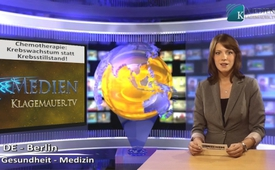 Chemotherapie:
Krebswachstum statt
Krebsstillstand!
MEDIEN
KLAGEMAUER.TV
DE - Berlin
Gesundheit - Medizin